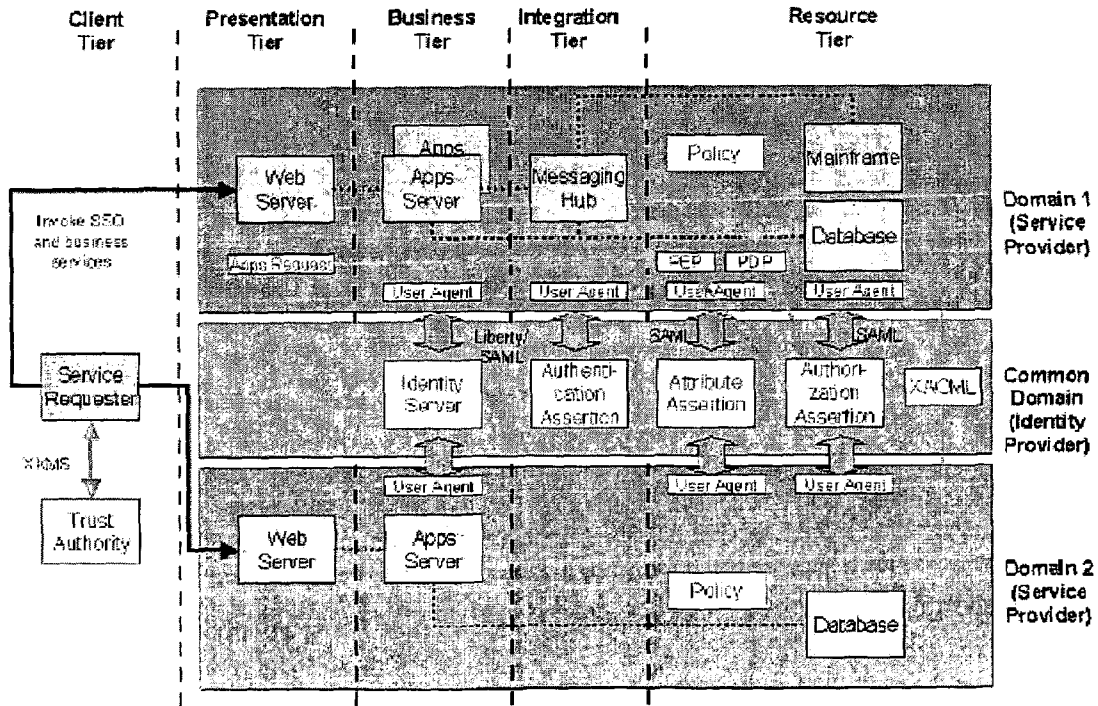 Client
Tier
Presentation
Tier
Business
Tier
Integration
Tier
Resource
Tier
Web
Server
Apps
Apps
Server
Messaging
Hub
Policy
Mainframe
Database
Invoke SSO
and business
services
Apps Request
PEP
PDP
User Agent
User Agent
User Agent
User Agent
Domain 1
(Service
Provider)
Liberty/
SAML
SAML
SAML
Service
Requester
Identity
Server
Authenti-
cation
Assertion
Attribute
Assertion
Authori-
zation
Assertion
XACML
Common
Domain
(Identity
Provider)
XKMS
Trust
Authority
User Agent
User Agent
User Agent
Web
Server
Apps
Server
Policy
Database
Domain 2
(Service
Provider)